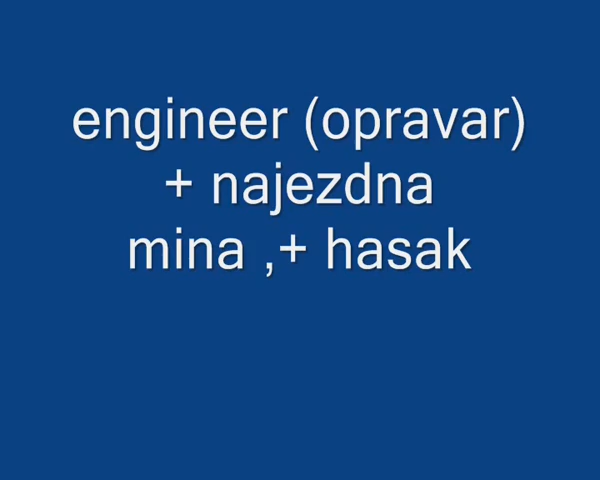 engineer (opravar)
+ najezdna
mina ,+ hasak